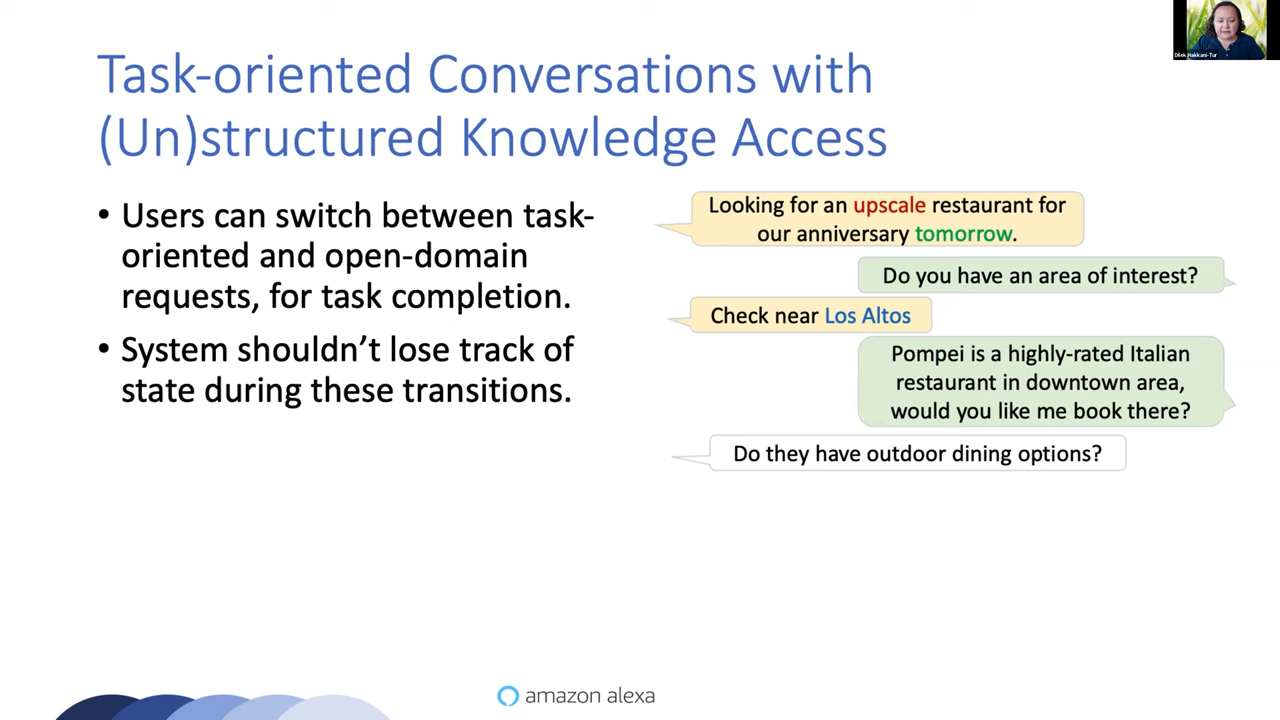 Task-oriented Conversations with
(Un)structured Knowledge Access
• Users can switch between task-
oriented and open-domain
requests, for task completion.
• System shouldn't lose track of
state during these transitions.
Looking for an upscale restaurant for
our anniversary tomorrow.
Do you have an area of interest?
Check near Los Altos
Pompei is a highly-rated Italian
restaurant in downtown area,
would you like me book there?
Do they have outdoor dining options?
amazon alexa
Dilek Hakkani-Tur